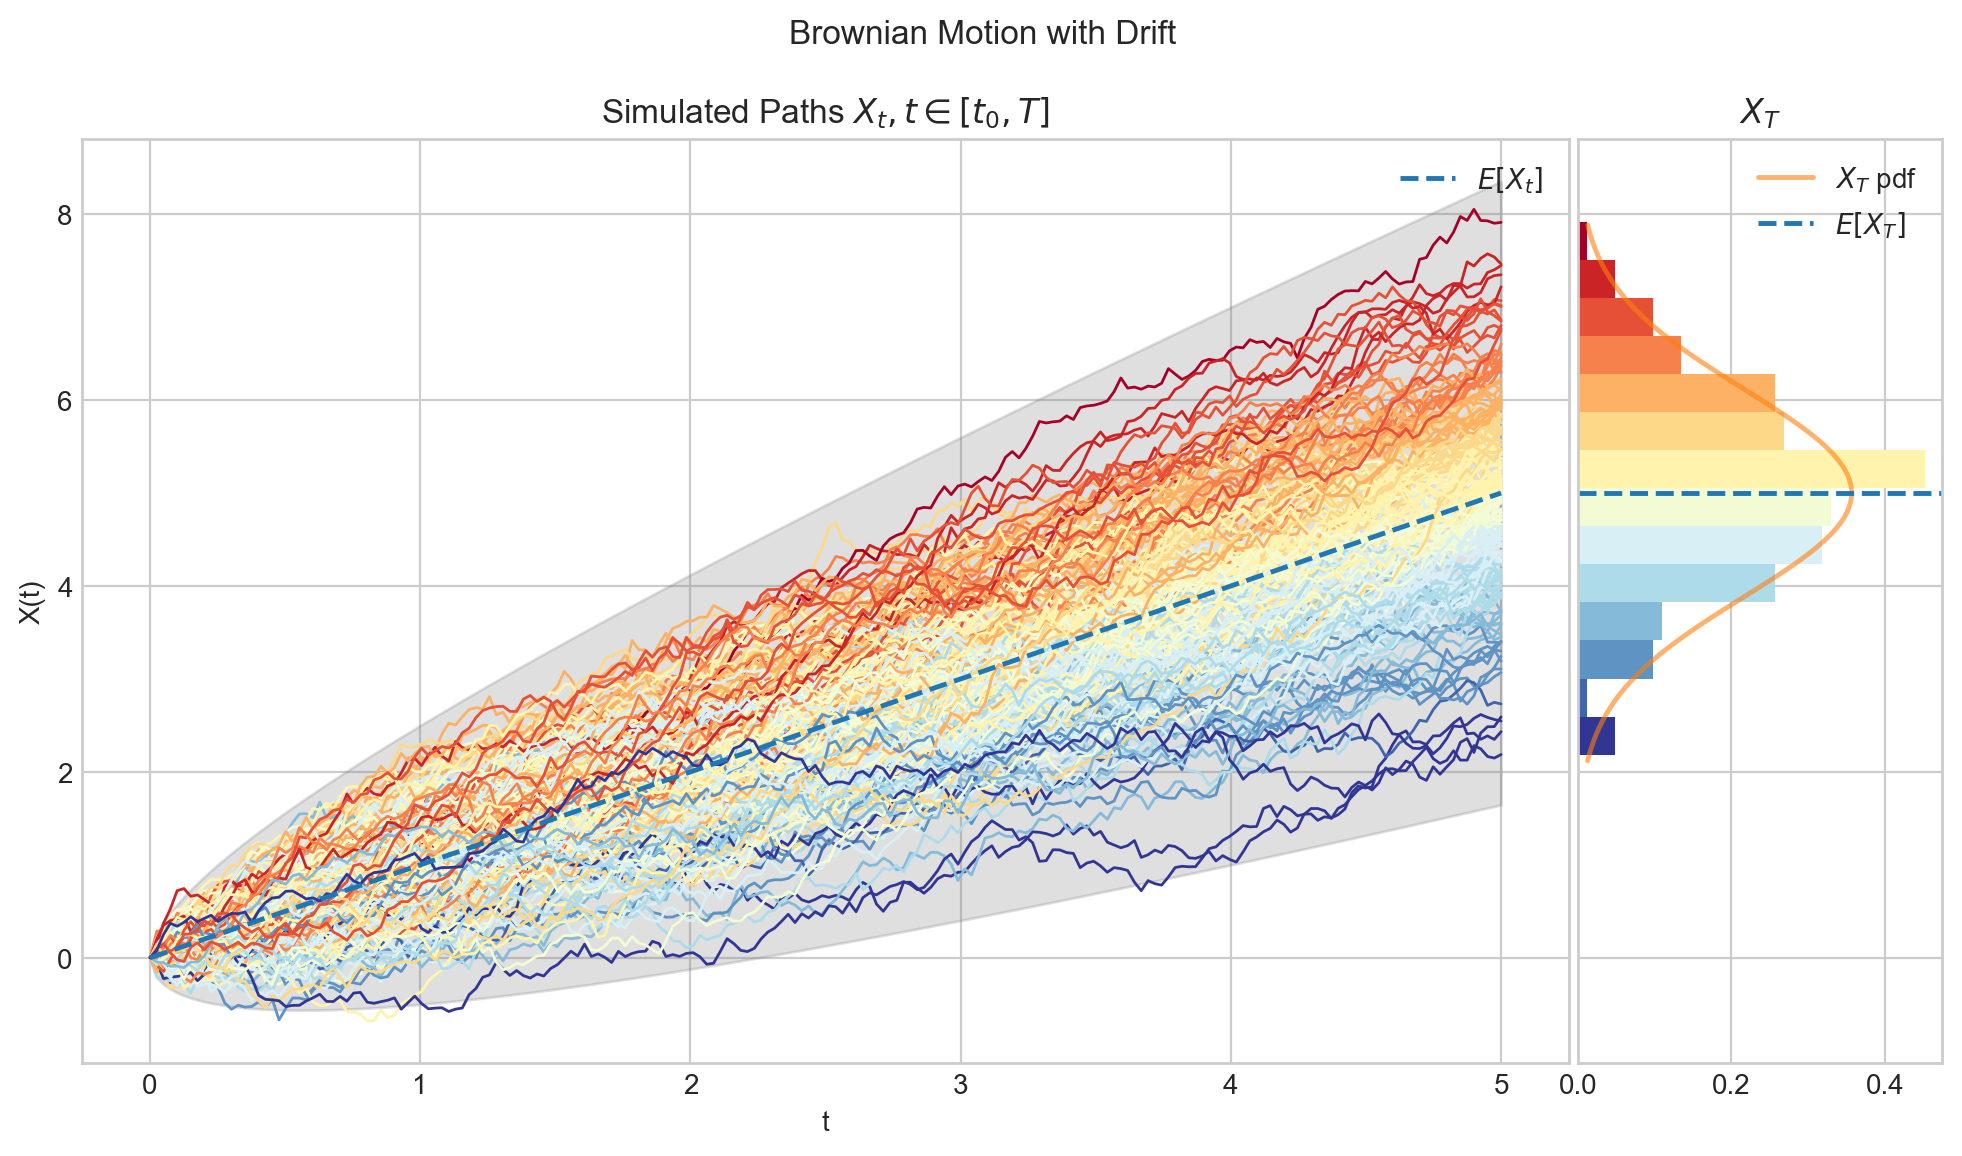 Brownian Motion with Drift
Simulated Paths $X_t, t \in [t_0, T]$
$X_T$
$E[X_t]$
$X_T$ pdf
$E[X_T]$
8
6
4
2
0
X(t)
0 1 2 3 4 5
t
0.0 0.2 0.4